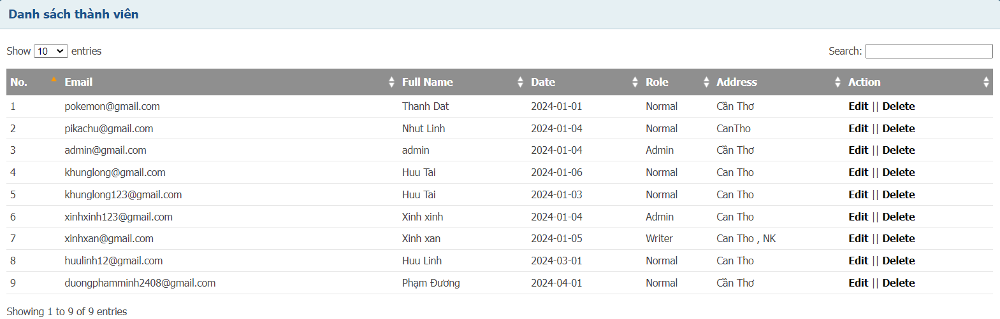 Danh sách thành viên
Show 10 entries Search:
No. Email Full Name Date Role Address Action
1 pokemon@gmail.com Thanh Dat 2024-01-01 Normal Cần Thơ Edit || Delete
2 pikachu@gmail.com Nhut Linh 2024-01-04 Normal CanTho Edit || Delete
3 admin@gmail.com admin 2024-01-04 Admin Cần Thơ Edit || Delete
4 khunglong@gmail.com Huu Tai 2024-01-06 Normal Can Tho Edit || Delete
5 khunglong123@gmail.com Huu Tai 2024-01-03 Normal Can Tho Edit || Delete
6 xinhxinh123@gmail.com Xinh xinh 2024-01-04 Admin Can Tho Edit || Delete
7 xinhxan@gmail.com Xinh xan 2024-01-05 Writer Can Tho , NK Edit || Delete
8 huulinh12@gmail.com Huu Linh 2024-03-01 Normal Can Tho Edit || Delete
9 duongphamminh2408@gmail.com Phạm Đương 2024-04-01 Normal Cần Thơ Edit || Delete
Showing 1 to 9 of 9 entries